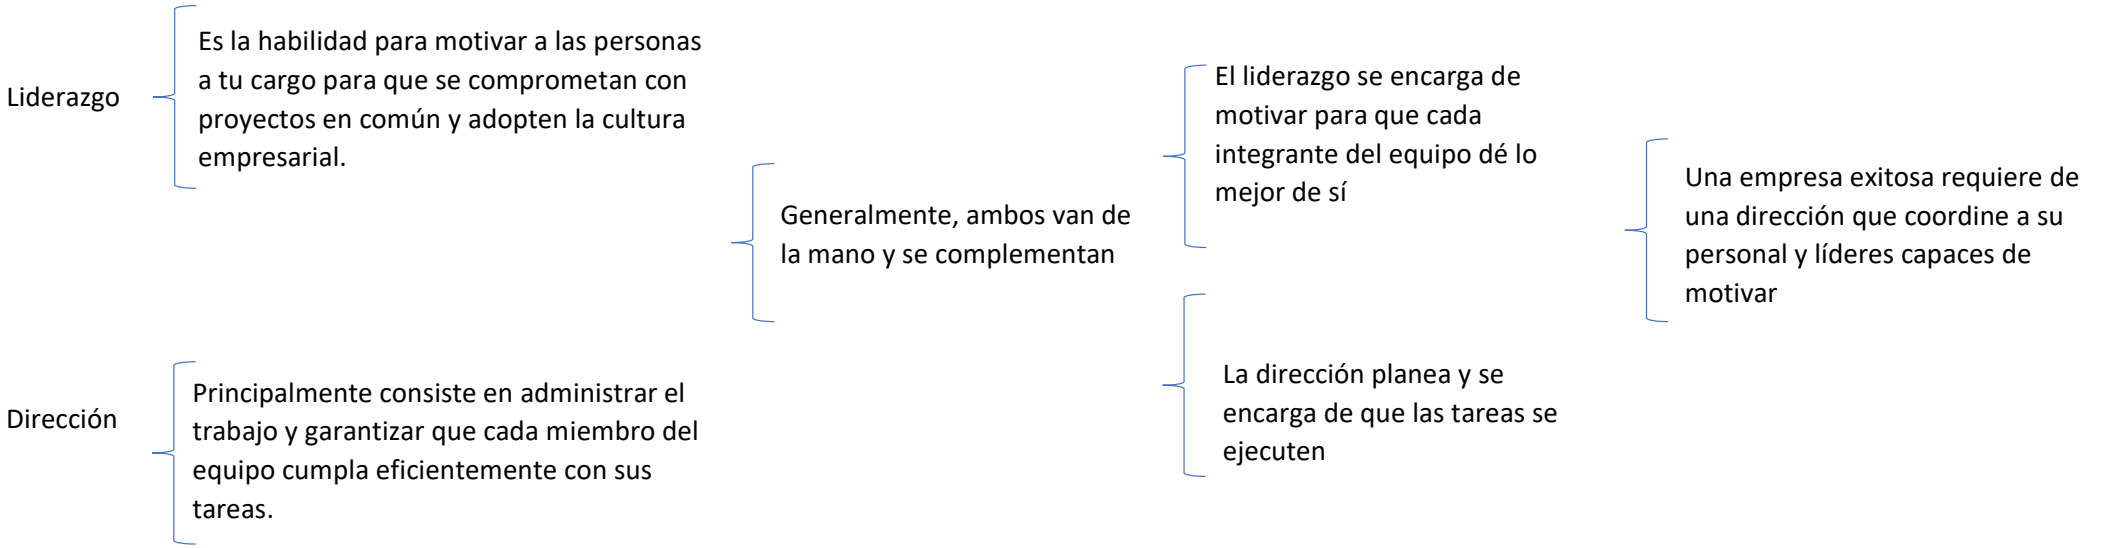 Liderazgo
Es la habilidad para motivar a las personas
a tu cargo para que se comprometan con
proyectos en común y adopten la cultura
empresarial.
Dirección
Principalmente consiste en administrar el
trabajo y garantizar que cada miembro del
equipo cumpla eficientemente con sus
tareas.
Generalmente, ambos van de
la mano y se complementan
El liderazgo se encarga de
motivar para que cada
integrante del equipo dé lo
mejor de sí
La dirección planea y se
encarga de que las tareas se
ejecuten
Una empresa exitosa requiere de
una dirección que coordine a su
personal y líderes capaces de
motivar